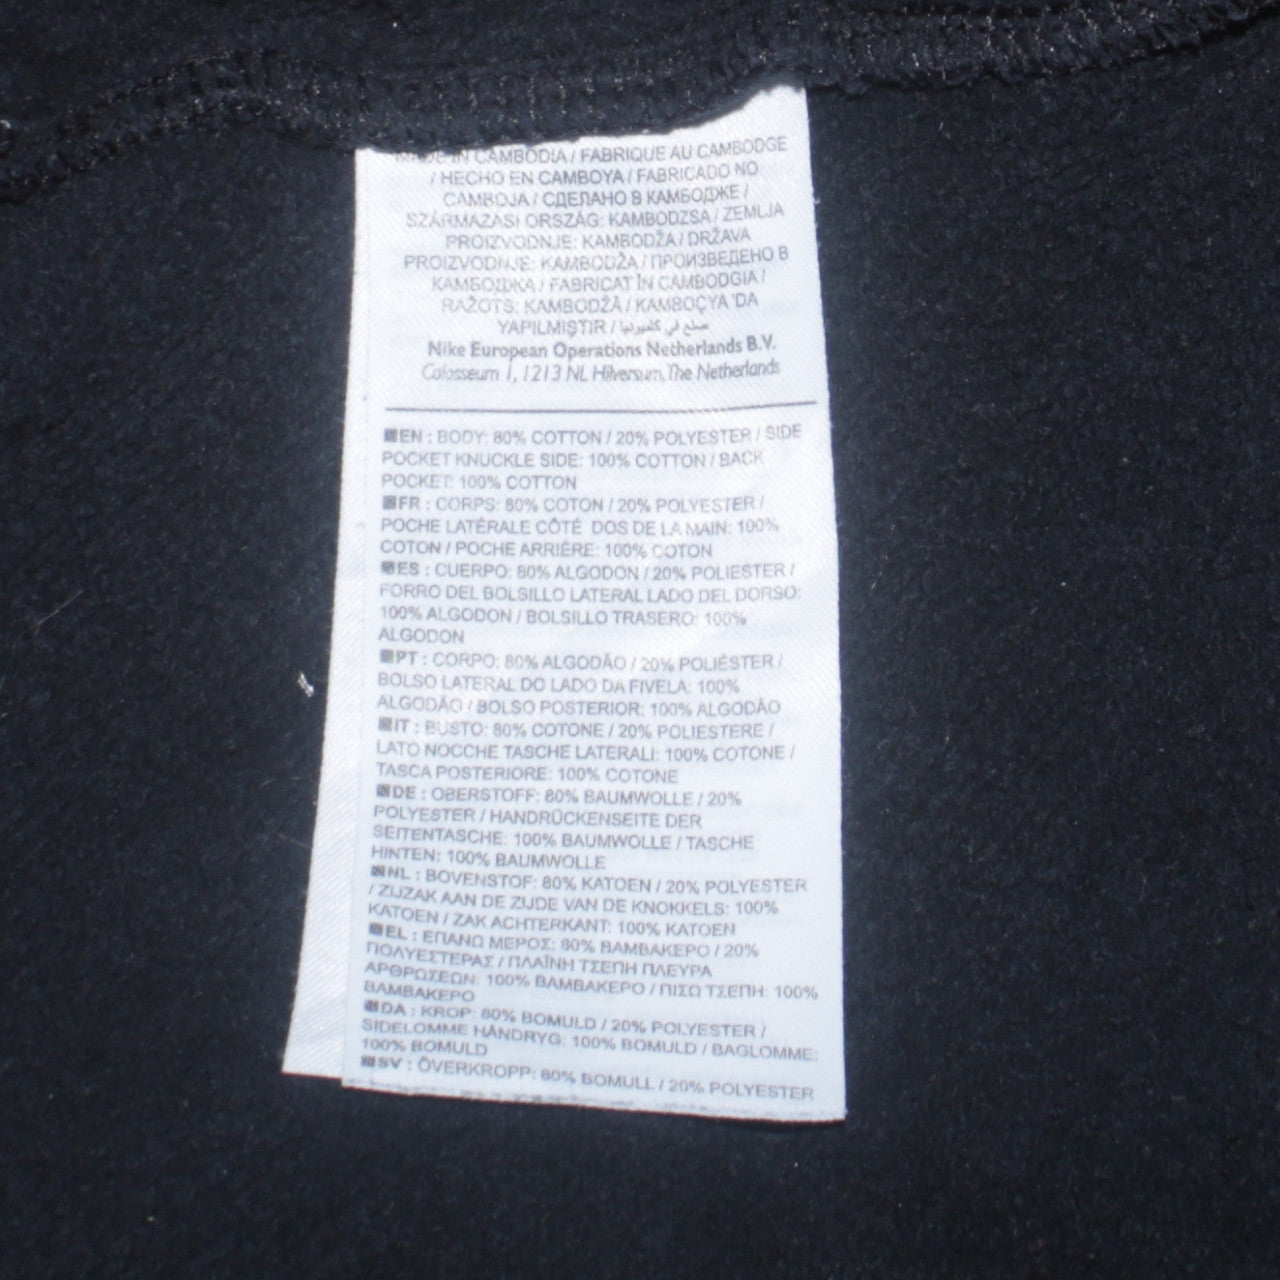 MADE IN CAMBODIA / FABRIQUE AU CAMBODGE
/ HECHO EN CAMBOYA / FABRICADO NO
CAMBOJA / СДЕЛАНО В КАМБОДЖЕ /
SZÁRMAZÁSI ORSZÁG: KAMBODZSA / ZEMLJA
PROIZVODNJE: KAMBODŽA / DRŽAVA
PROIZVODNJE: KAMBODŽA / ПРОИЗВЕДЕНО В
КАМБОДЖА / FABRICAT ÎN CAMBODGIA /
RAŽOTS: KAMBODŽĀ / KAMBOÇYA 'DA
YAPILMIŞTIR / صنع في كمبوديا
Nike European Operations Netherlands B.V.
Colosseum 1, 1213 NL Hilversum, The Netherlands
EN : BODY: 80% COTTON / 20% POLYESTER / SIDE
POCKET KNUCKLE SIDE: 100% COTTON / BACK
POCKET: 100% COTTON
FR : CORPS: 80% COTON / 20% POLYESTER /
POCHE LATÉRALE CÔTÉ DOS DE LA MAIN: 100%
COTON / POCHE ARRIÈRE: 100% COTON
ES : CUERPO: 80% ALGODON / 20% POLIESTER /
FORRO DEL BOLSILLO LATERAL LADO DEL DORSO:
100% ALGODON / BOLSILLO TRASERO: 100%
ALGODON
PT : CORPO: 80% ALGODÃO / 20% POLIÉSTER /
BOLSO LATERAL DO LADO DA FIVELA: 100%
ALGODÃO / BOLSO POSTERIOR: 100% ALGODÃO
IT : BUSTO: 80% COTONE / 20% POLIESTERE /
LATO NOCCHE TASCHE LATERALI: 100% COTONE /
TASCA POSTERIORE: 100% COTONE
DE : OBERSTOFF: 80% BAUMWOLLE / 20%
POLYESTER / HANDRÜCKENSEITE DER
SEITENTASCHE: 100% BAUMWOLLE / TASCHE
HINTEN: 100% BAUMWOLLE
NL : BOVENSTOF: 80% KATOEN / 20% POLYESTER
/ ZIJZAK AAN DE ZIJDE VAN DE KNOKKELS: 100%
KATOEN / ZAK ACHTERKANT: 100% KATOEN
EL : ΕΠΑΝΩ ΜΕΡΟΣ: 80% ΒΑΜΒΑΚΕΡΟ / 20%
ΠΟΛΥΕΣΤΕΡΑΣ / ΠΛΑΪΝΗ ΤΣΕΠΗ ΠΛΕΥΡΑ
ΑΡΘΡΩΣΕΩΝ: 100% ΒΑΜΒΑΚΕΡΟ / ΠΙΣΩ ΤΣΕΠΗ: 100%
ΒΑΜΒΑΚΕΡΟ
DA : KROP: 80% BOMULD / 20% POLYESTER /
SIDELOMME HÅNDRYG: 100% BOMULD / BAGLOMME:
100% BOMULD
SV : ÖVERKROPP: 80% BOMULL / 20% POLYESTER